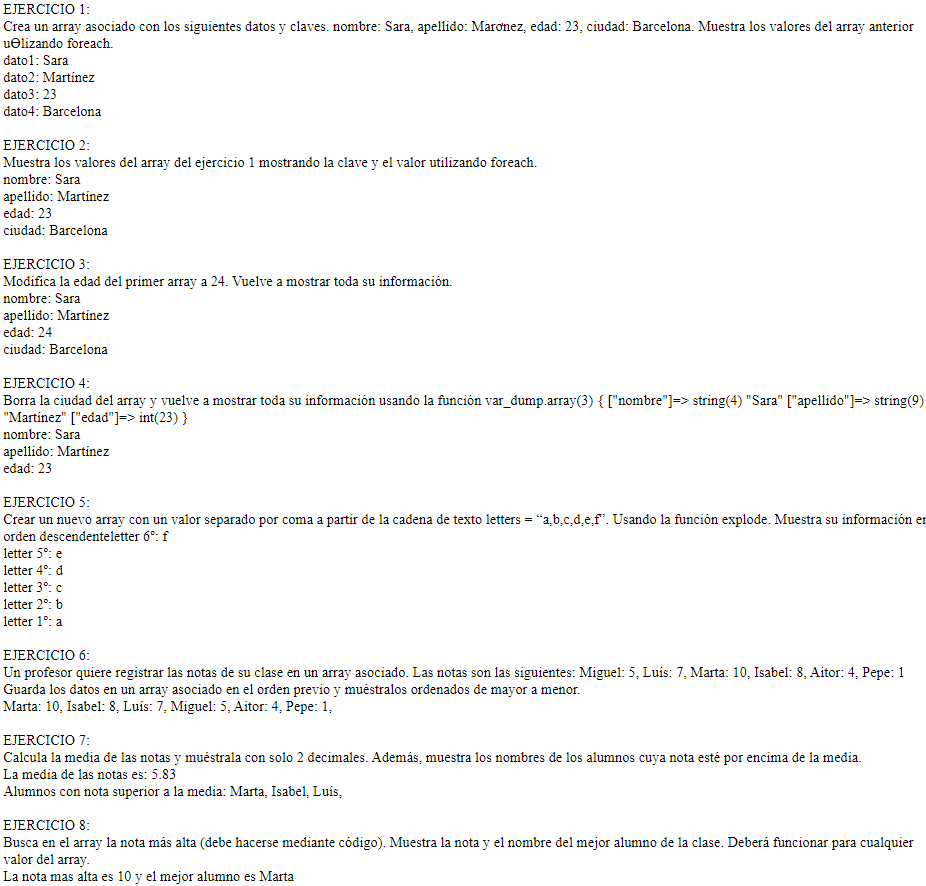 EJERCICIO 1:
Crea un array asociado con los siguientes datos y claves. nombre: Sara, apellido: Marơnez, edad: 23, ciudad: Barcelona. Muestra los valores del array anterior
uƟlizando foreach.
dato1: Sara
dato2: Martínez
dato3: 23
dato4: Barcelona
EJERCICIO 2:
Muestra los valores del array del ejercicio 1 mostrando la clave y el valor utilizando foreach.
nombre: Sara
apellido: Martínez
edad: 23
ciudad: Barcelona
EJERCICIO 3:
Modifica la edad del primer array a 24. Vuelve a mostrar toda su información.
nombre: Sara
apellido: Martínez
edad: 24
ciudad: Barcelona
EJERCICIO 4:
Borra la ciudad del array y vuelve a mostrar toda su información usando la función var_dump.array(3) { ["nombre"]=> string(4) "Sara" ["apellido"]=> string(9)
"Martínez" ["edad"]=> int(23) }
nombre: Sara
apellido: Martínez
edad: 23
EJERCICIO 5:
Crear un nuevo array con un valor separado por coma a partir de la cadena de texto letters = “a,b,c,d,e,f”. Usando la función explode. Muestra su información en
orden descendenteletter 6º: f
letter 5º: e
letter 4º: d
letter 3º: c
letter 2º: b
letter 1º: a
EJERCICIO 6:
Un profesor quiere registrar las notas de su clase en un array asociado. Las notas son las siguientes: Miguel: 5, Luís: 7, Marta: 10, Isabel: 8, Aitor: 4, Pepe: 1
Guarda los datos en un array asociado en el orden previo y muéstralos ordenados de mayor a menor.
Marta: 10, Isabel: 8, Luís: 7, Miguel: 5, Aitor: 4, Pepe: 1,
EJERCICIO 7:
Calcula la media de las notas y muéstrala con solo 2 decimales. Además, muestra los nombres de los alumnos cuya nota esté por encima de la media.
La media de las notas es: 5.83
Alumnos con nota superior a la media: Marta, Isabel, Luís,
EJERCICIO 8:
Busca en el array la nota más alta (debe hacerse mediante código). Muestra la nota y el nombre del mejor alumno de la clase. Deberá funcionar para cualquier
valor del array.
La nota mas alta es 10 y el mejor alumno es Marta